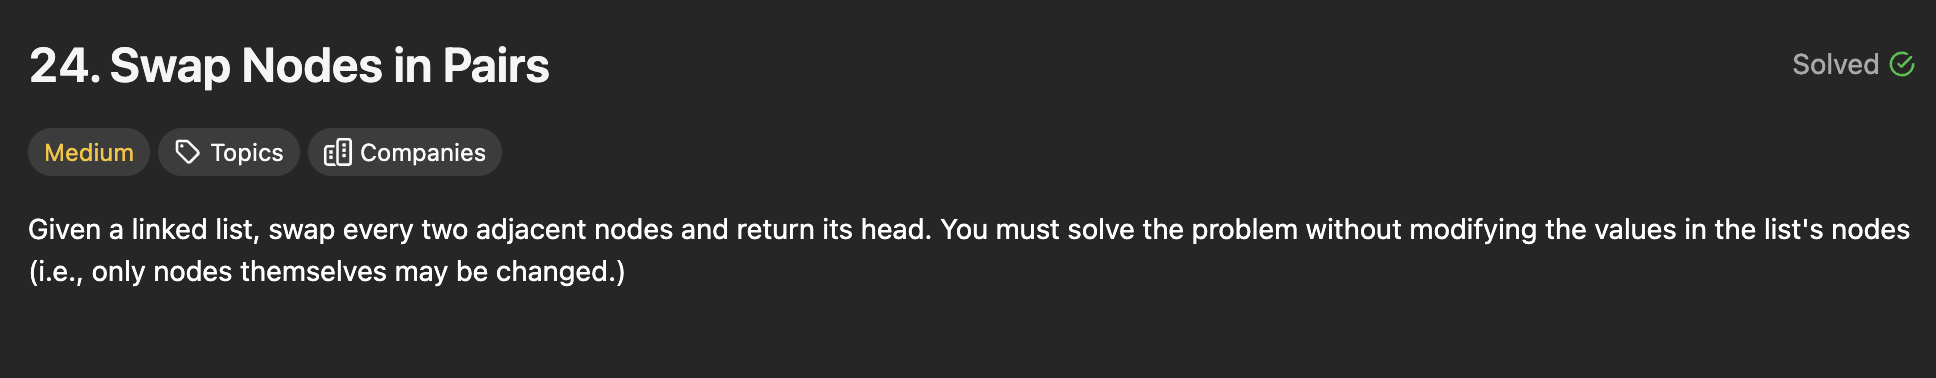 24. Swap Nodes in Pairs
Solved
Medium
Topics
Companies
Given a linked list, swap every two adjacent nodes and return its head. You must solve the problem without modifying the values in the list's nodes
(i.e., only nodes themselves may be changed.)